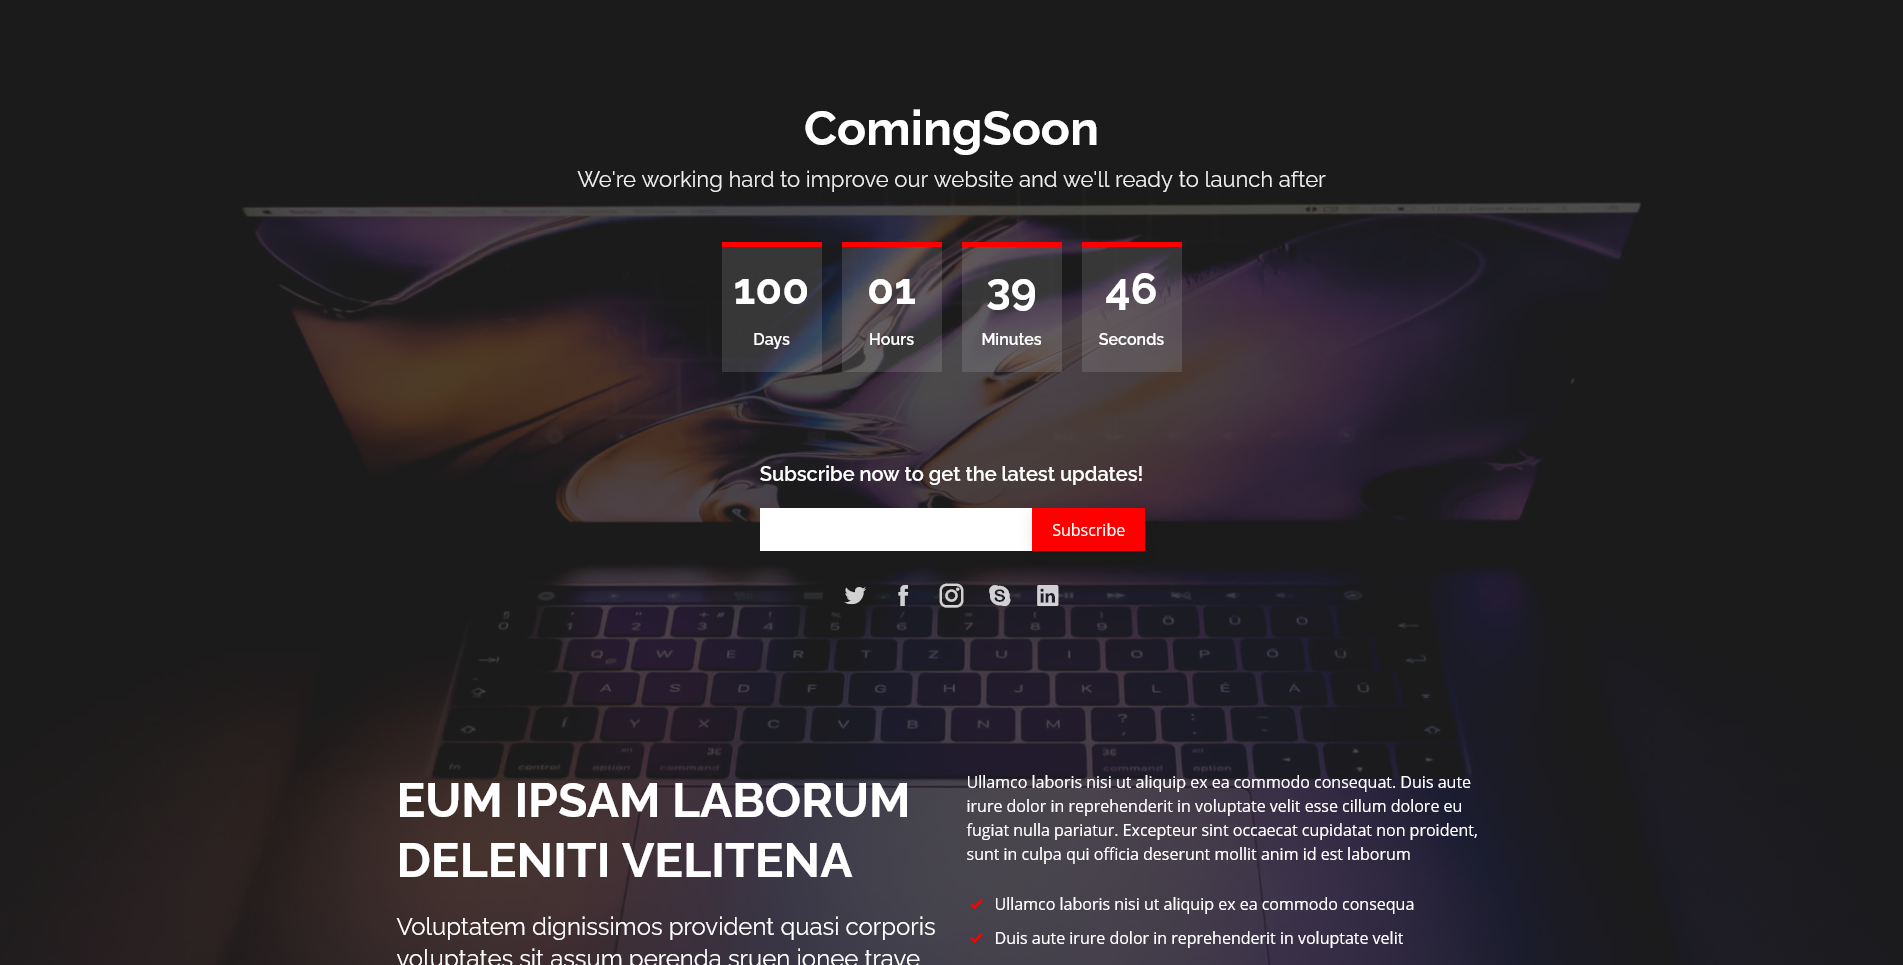 ComingSoon
We're working hard to improve our website and we'll ready to launch after
100
Days
01
Hours
39
Minutes
46
Seconds
Subscribe now to get the latest updates!
Subscribe
EUM IPSAM LABORUM
DELENITI VELITENA
Voluptatem dignissimos provident quasi corporis
voluptates sit assum perenda sruen jonee trave
Ullamco laboris nisi ut aliquip ex ea commodo consequat. Duis aute
irure dolor in reprehenderit in voluptate velit esse cillum dolore eu
fugiat nulla pariatur. Excepteur sint occaecat cupidatat non proident,
sunt in culpa qui officia deserunt mollit anim id est laborum
Ullamco laboris nisi ut aliquip ex ea commodo consequa
Duis aute irure dolor in reprehenderit in voluptate velit